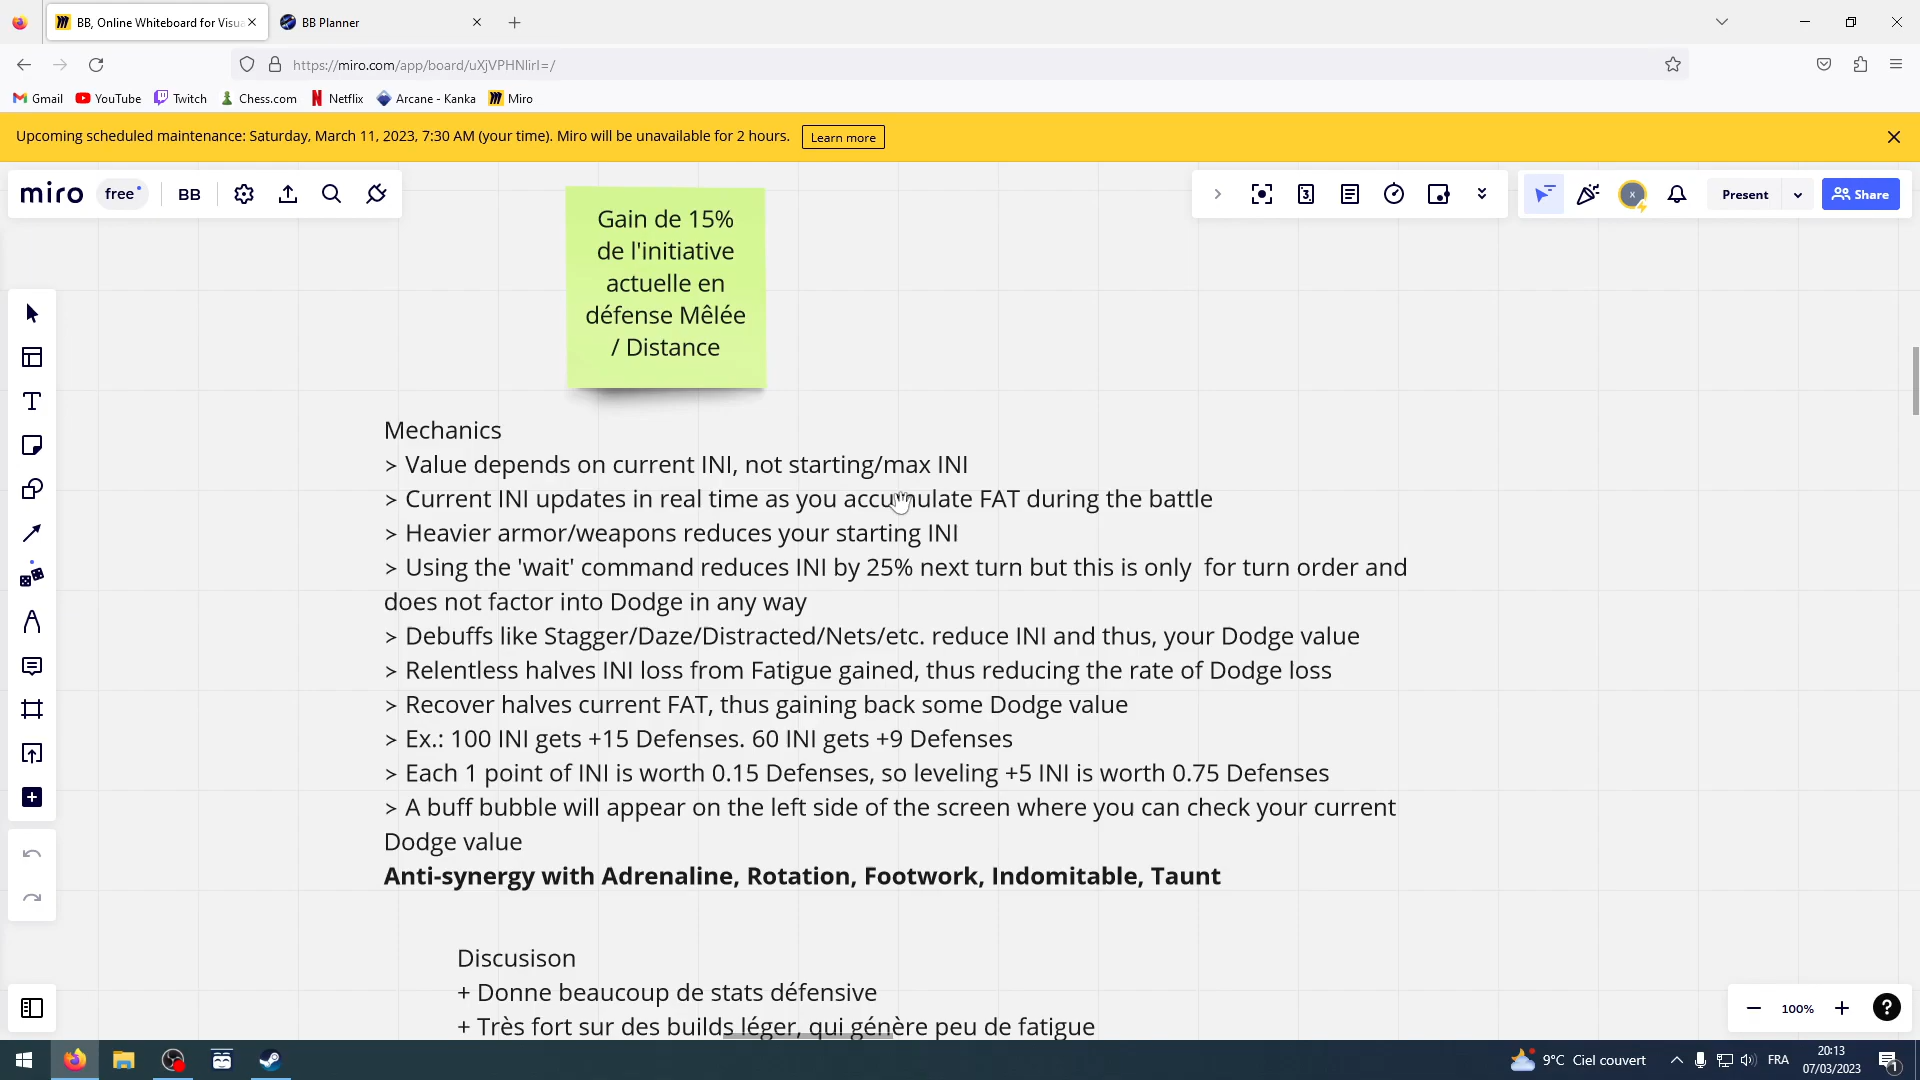 BB, Online Whiteboard for Visua
BB Planner
https://miro.com/app/board/uXjVPHNlirI=/
Gmail
YouTube
Twitch
Chess.com
Netflix
Arcane - Kanka
Miro
Upcoming scheduled maintenance: Saturday, March 11, 2023, 7:30 AM (your time). Miro will be unavailable for 2 hours.
Learn more
miro
free
BB
Present
Share
Gain de 15%
de l'initiative
actuelle en
défense Mêlée
/ Distance
Mechanics
> Value depends on current INI, not starting/max INI
> Current INI updates in real time as you accumulate FAT during the battle
> Heavier armor/weapons reduces your starting INI
> Using the 'wait' command reduces INI by 25% next turn but this is only for turn order and
does not factor into Dodge in any way
> Debuffs like Stagger/Daze/Distracted/Nets/etc. reduce INI and thus, your Dodge value
> Relentless halves INI loss from Fatigue gained, thus reducing the rate of Dodge loss
> Recover halves current FAT, thus gaining back some Dodge value
> Ex.: 100 INI gets +15 Defenses. 60 INI gets +9 Defenses
> Each 1 point of INI is worth 0.15 Defenses, so leveling +5 INI is worth 0.75 Defenses
> A buff bubble will appear on the left side of the screen where you can check your current
Dodge value
Anti-synergy with Adrenaline, Rotation, Footwork, Indomitable, Taunt
Discusison
+ Donne beaucoup de stats défensive
+ Très fort sur des builds léger, qui génère peu de fatigue
100%
9°C Ciel couvert
FRA
20:13
07/03/2023
1